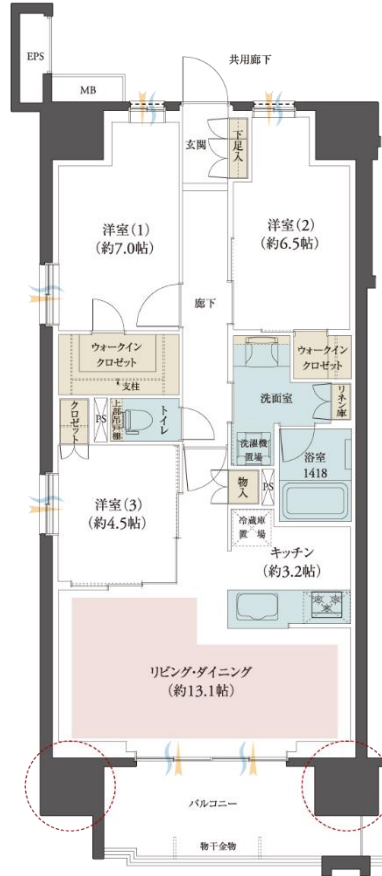 EPS
共用廊下
MB
玄関
下足入
洋室(1)
(約7.0帖)
洋室(2)
(約6.5帖)
廊下
ウォークイン
クロゼット
支柱
ウォークイン
クロゼット
洗面室
リネン庫
クロゼット
PS
上部吊戸棚
トイレ
洗濯機
置場
浴室
1418
物入
PS
洋室(3)
(約4.5帖)
冷蔵庫
置場
キッチン
(約3.2帖)
リビング・ダイニング
(約13.1帖)
バルコニー
物干金物